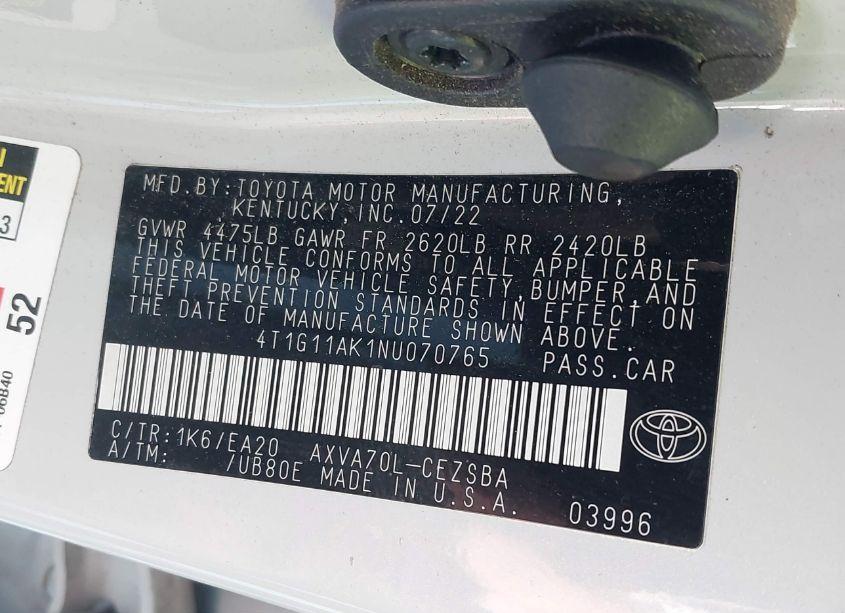 MFD.BY:TOYOTA MOTOR MANUFACTURING,
KENTUCKY,INC.07/22
GVWR 4475LB GAWR FR 2620LB RR 2420LB
THIS VEHICLE CONFORMS TO ALL APPLICABLE
FEDERAL MOTOR VEHICLE SAFETY,BUMPER,AND
THEFT PREVENTION STANDARDS IN EFFECT ON
THE DATE OF MANUFACTURE SHOWN ABOVE.
4T1G11AK1NU070765 PASS.CAR
C/TR:1K6/EA20 AXVA70L-CEZSBA
A/TM: /UB80E MADE IN U.S.A.
03996
3
52
06B40